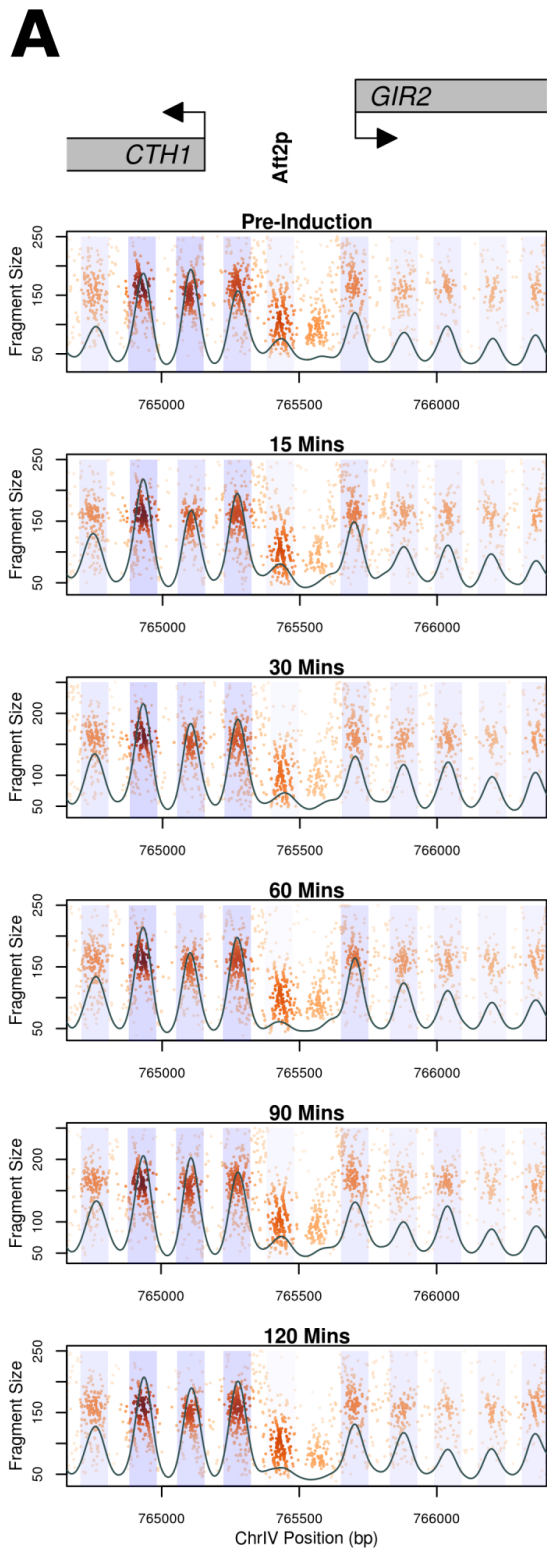 A
GIR2
CTH1
Aft2p
Pre-Induction
Fragment Size
250
150
50
765000 765500 766000
15 Mins
Fragment Size
250
150
50
765000 765500 766000
30 Mins
Fragment Size
200
100
50
765000 765500 766000
60 Mins
Fragment Size
250
150
50
765000 765500 766000
90 Mins
Fragment Size
200
100
50
765000 765500 766000
120 Mins
Fragment Size
250
150
50
765000 765500 766000
ChrIV Position (bp)